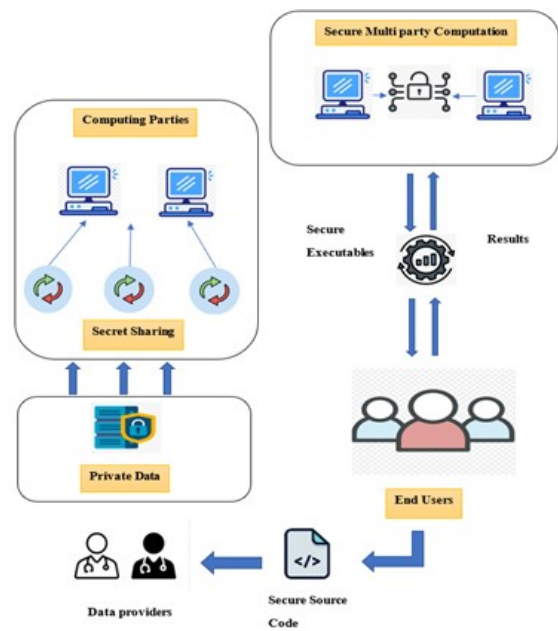 Secure Multi party Computation
Computing Parties
Secure
Executables
Results
Secret Sharing
Private Data
End Users
</>
Data providers
Secure Source
Code